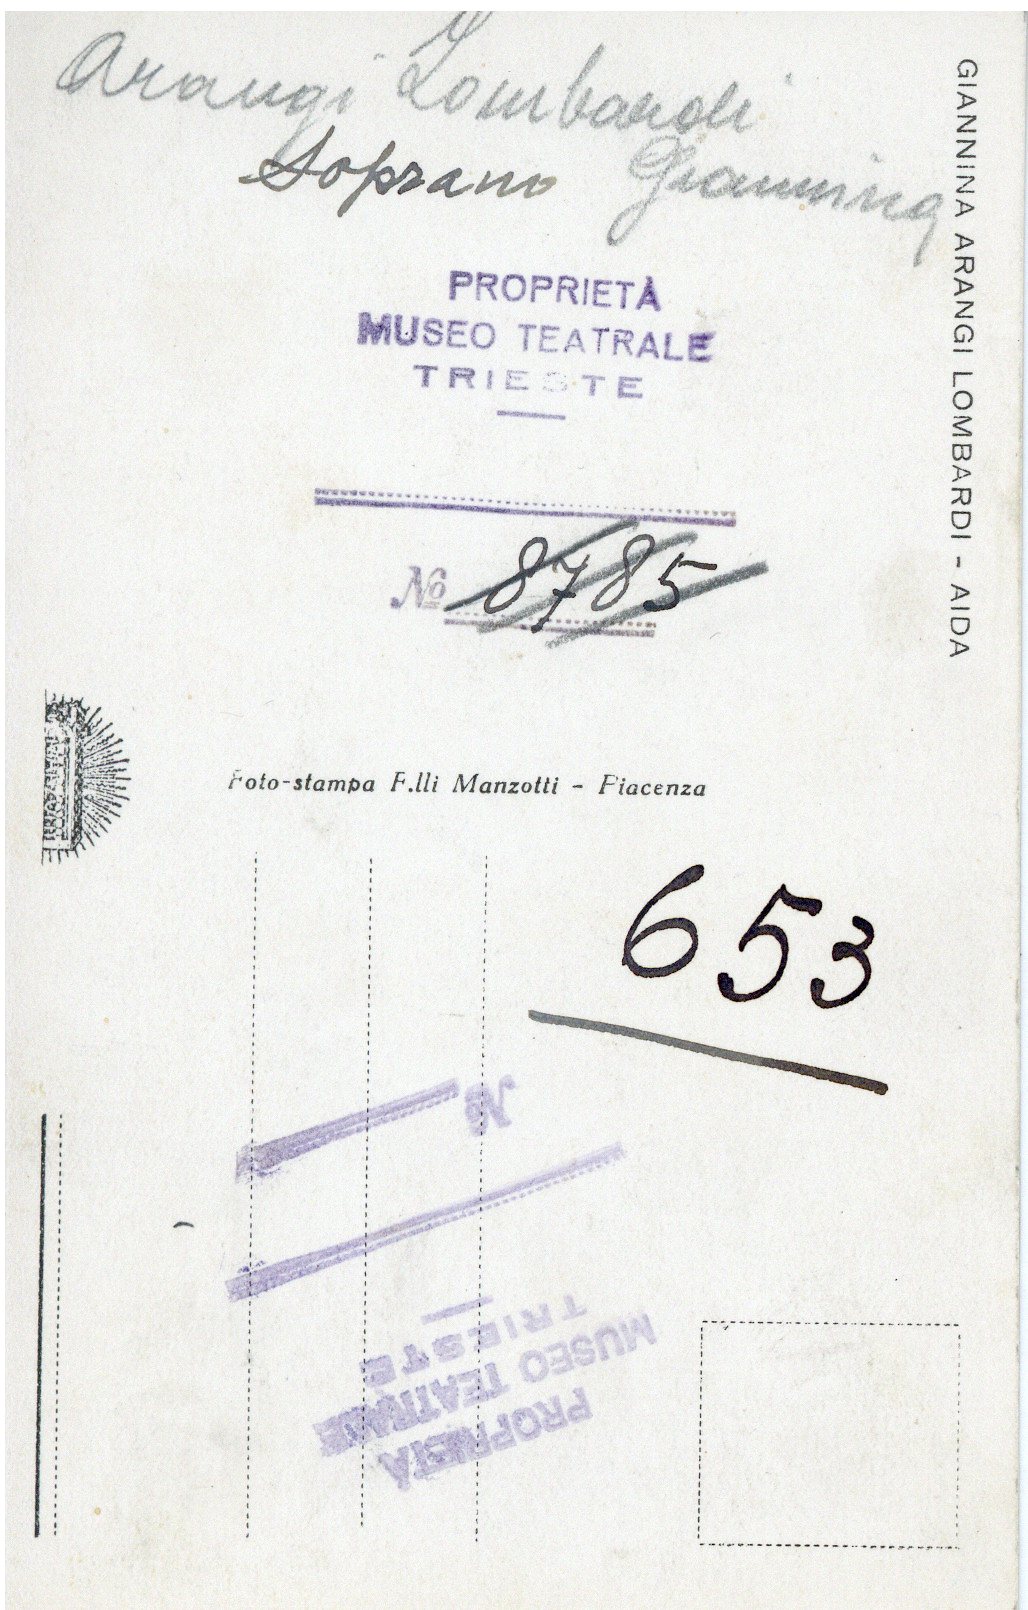 Arangi Lombardi
Soprano Giannina
GIANNINA ARANGI LOMBARDI - AIDA
PROPRIETÀ
MUSEO TEATRALE
TRIESTE
№ 8785
Foto-stampa F.lli Manzotti - Piacenza
653
№
PROPRIETÀ
MUSEO TEATRALE
TRIESTE